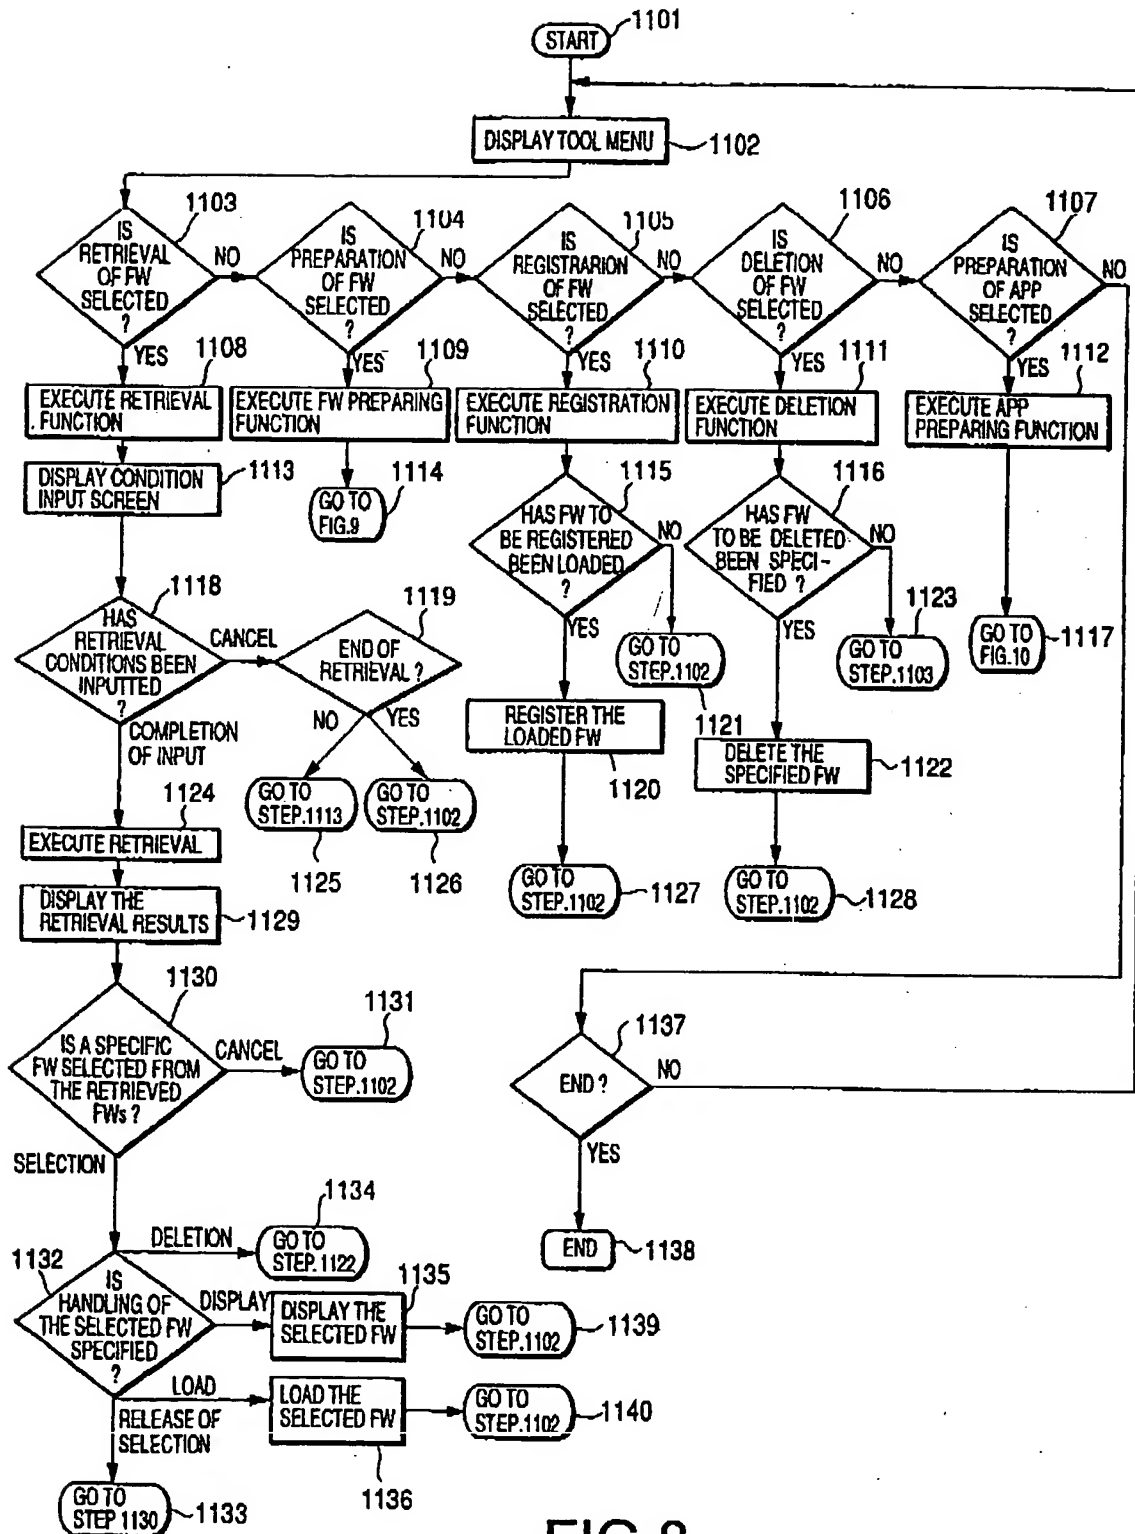 1101
START
DISPLAY TOOL MENU
1102
1103
1104
1105
1106
1107
IS
RETRIEVAL
OF FW
SELECTED
?
NO
IS
PREPARATION
OF FW
SELECTED
?
NO
IS
REGISTRARION
OF FW
SELECTED
?
NO
IS
DELETION
OF FW
SELECTED
?
NO
IS
PREPARATION
OF APP
SELECTED
?
NO
YES
1108
YES
1109
YES
1110
YES
1111
YES
1112
EXECUTE RETRIEVAL
FUNCTION
EXECUTE FW PREPARING
FUNCTION
EXECUTE REGISTRATION
FUNCTION
EXECUTE DELETION
FUNCTION
EXECUTE APP
PREPARING FUNCTION
DISPLAY CONDITION
INPUT SCREEN
1113
GO TO
FIG.9
1114
1115
HAS FW TO
BE REGISTERED
BEEN LOADED
?
NO
YES
1116
HAS FW
TO BE DELETED
BEEN SPECI-
FIED ?
NO
YES
GO TO
FIG.10
1117
1118
HAS
RETRIEVAL
CONDITIONS BEEN
INPUTTED
?
CANCEL
COMPLETION
OF INPUT
1119
END OF
RETRIEVAL ?
NO
YES
GO TO
STEP.1102
1121
1123
GO TO
STEP.1103
REGISTER THE
LOADED FW
1120
DELETE THE
SPECIFIED FW
1122
GO TO
STEP.1113
1125
GO TO
STEP.1102
1126
1124
EXECUTE RETRIEVAL
DISPLAY THE
RETRIEVAL RESULTS
1129
GO TO
STEP.1102
1127
GO TO
STEP.1102
1128
1130
IS A SPECIFIC
FW SELECTED FROM
THE RETRIEVED
FWs ?
CANCEL
1131
GO TO
STEP.1102
SELECTION
1137
END ?
NO
YES
END
1138
DELETION
1134
GO TO
STEP.1122
1132
IS
HANDLING OF
THE SELECTED FW
SPECIFIED
?
DISPLAY
1135
DISPLAY THE
SELECTED FW
GO TO
STEP.1102
1139
LOAD
LOAD THE
SELECTED FW
1136
GO TO
STEP.1102
1140
RELEASE OF
SELECTION
GO TO
STEP 1130
1133
FIG.8